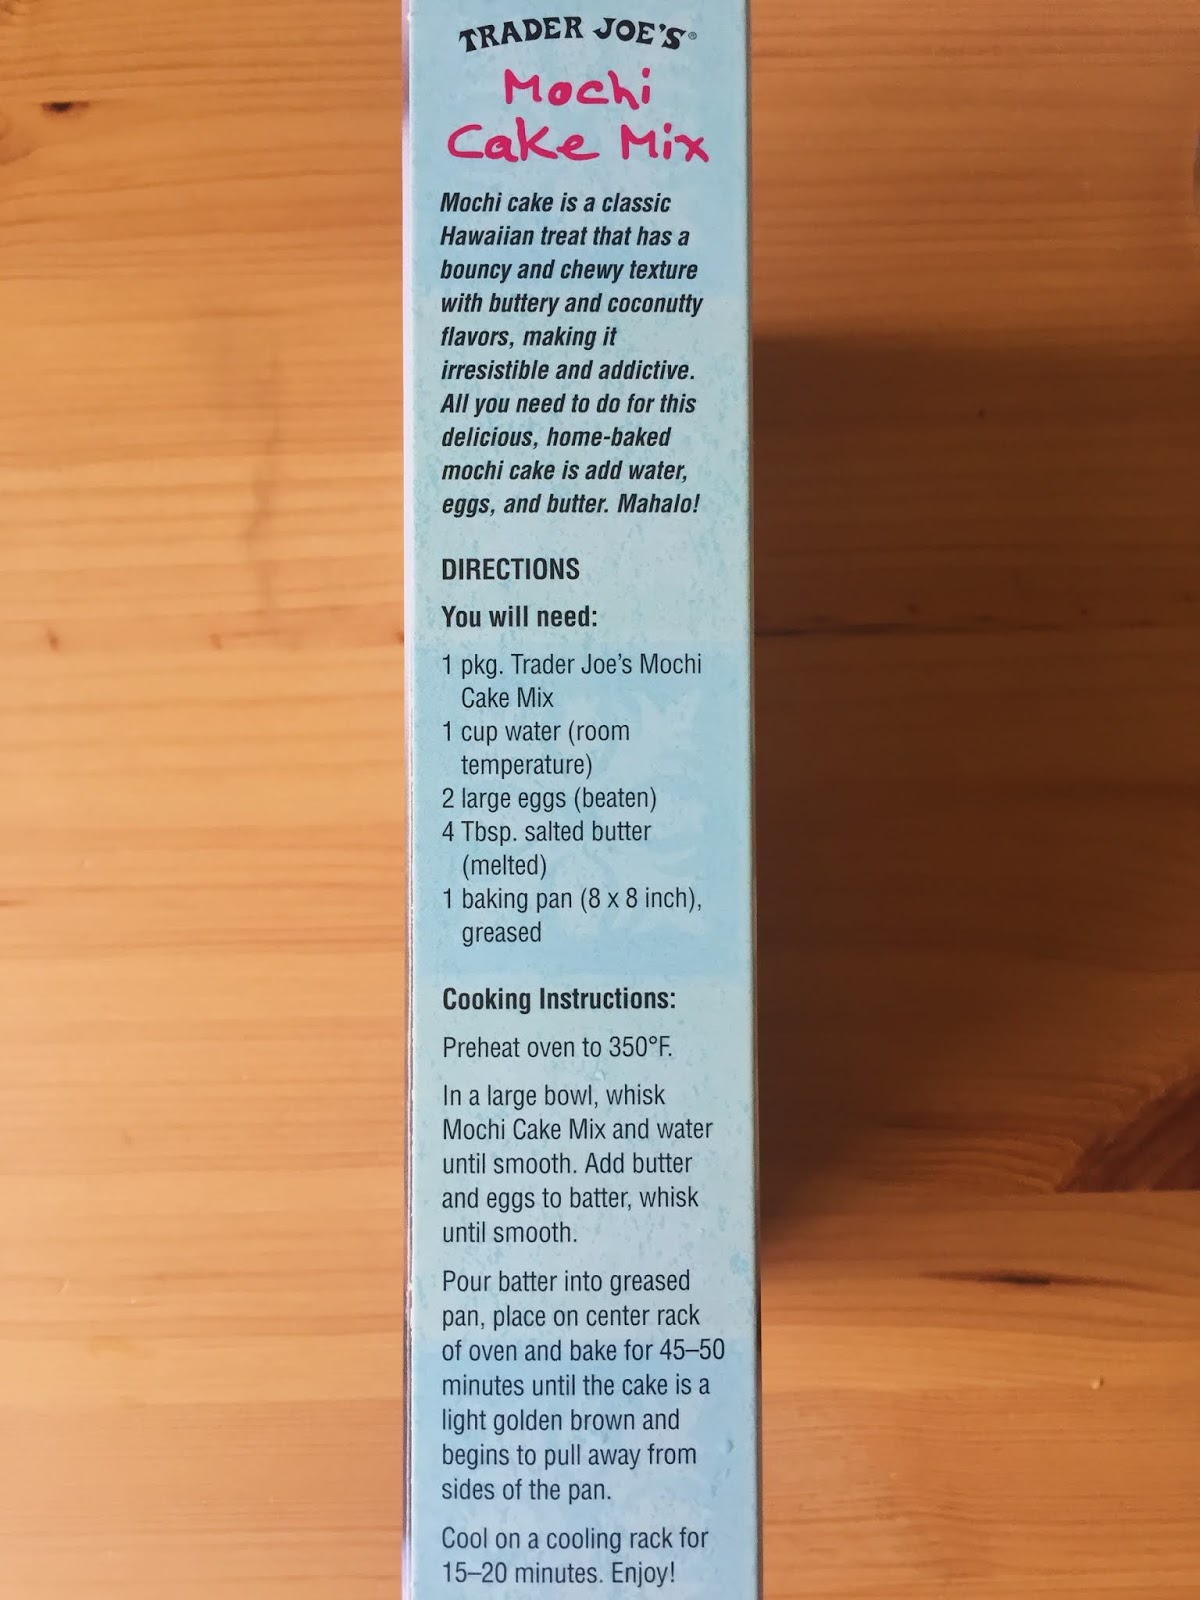 TRADER JOE'S®
Mochi
Cake Mix
Mochi cake is a classic
Hawaiian treat that has a
bouncy and chewy texture
with buttery and coconutty
flavors, making it
irresistible and addictive.
All you need to do for this
delicious, home-baked
mochi cake is add water,
eggs, and butter. Mahalo!
DIRECTIONS
You will need:
1 pkg. Trader Joe's Mochi
Cake Mix
1 cup water (room
temperature)
2 large eggs (beaten)
4 Tbsp. salted butter
(melted)
1 baking pan (8 x 8 inch),
greased
Cooking Instructions:
Preheat oven to 350°F.
In a large bowl, whisk
Mochi Cake Mix and water
until smooth. Add butter
and eggs to batter, whisk
until smooth.
Pour batter into greased
pan, place on center rack
of oven and bake for 45–50
minutes until the cake is a
light golden brown and
begins to pull away from
sides of the pan.
Cool on a cooling rack for
15–20 minutes. Enjoy!